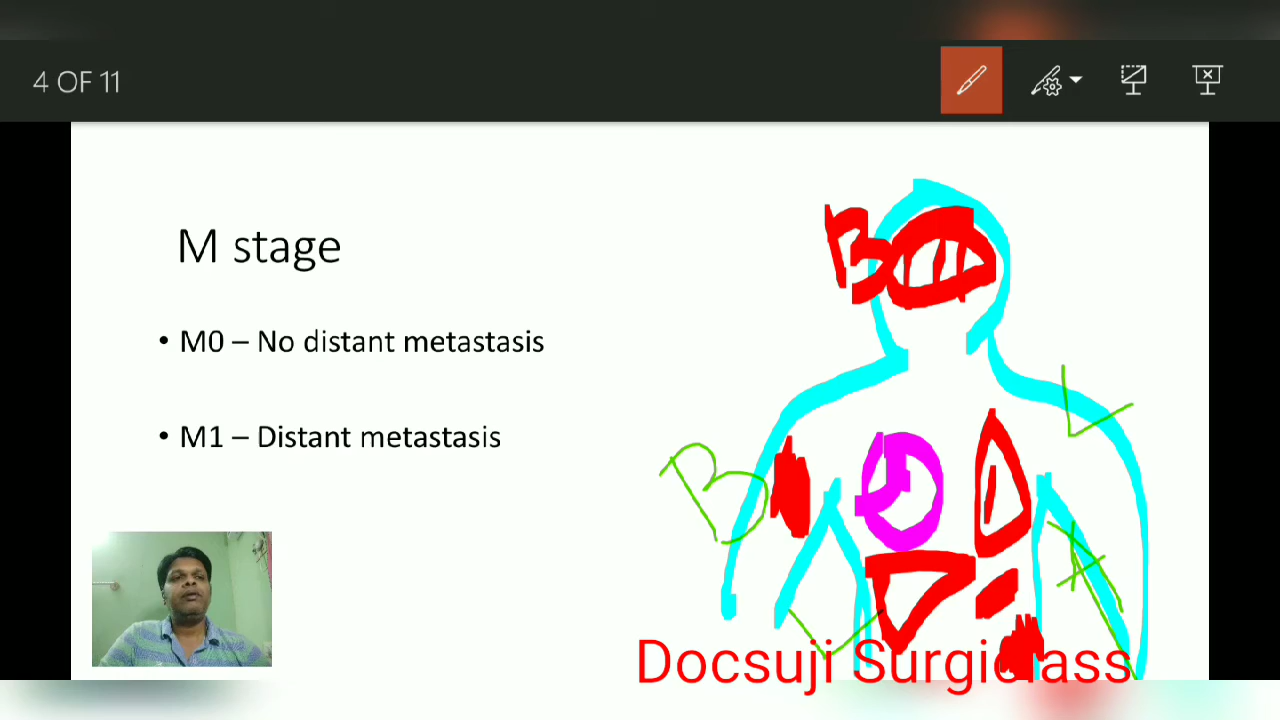 4 OF 11
M stage
B
• M0 – No distant metastasis
L
• M1 – Distant metastasis
B
A
L
Docsuji Surgiclass